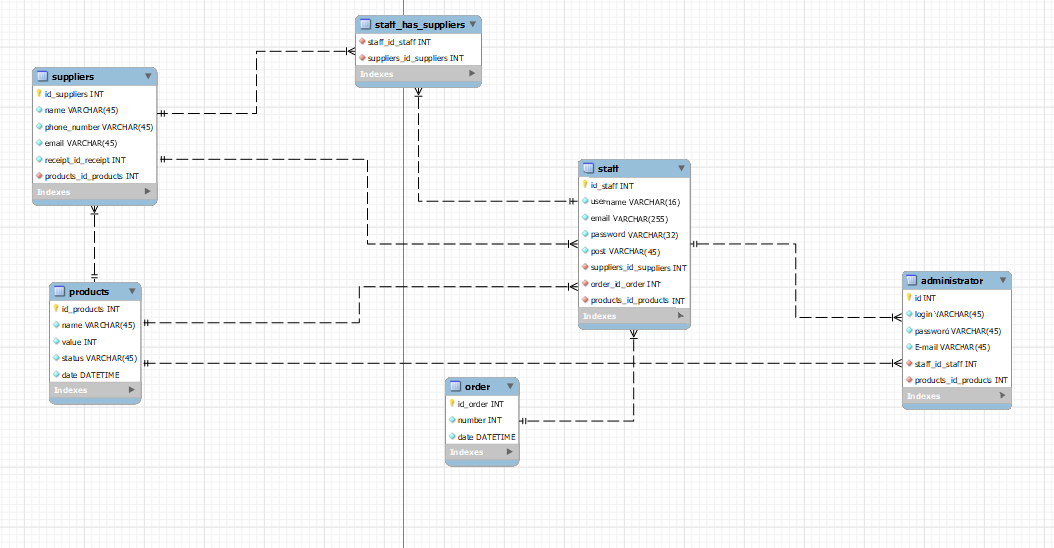 staff_has_suppliers
staff_id_staff INT
suppliers_id_suppliers INT
Indexes
suppliers
id_suppliers INT
name VARCHAR(45)
phone_number VARCHAR(45)
email VARCHAR(45)
receipt_id_receipt INT
products_id_products INT
Indexes
staff
id_staff INT
username VARCHAR(16)
email VARCHAR(255)
password VARCHAR(32)
post VARCHAR(45)
suppliers_id_suppliers INT
order_id_order INT
products_id_products INT
Indexes
products
id_products INT
name VARCHAR(45)
value INT
status VARCHAR(45)
date DATETIME
Indexes
administrator
id INT
login VARCHAR(45)
password VARCHAR(45)
E-mail VARCHAR(45)
staff_id_staff INT
products_id_products INT
Indexes
order
id_order INT
number INT
date DATETIME
Indexes